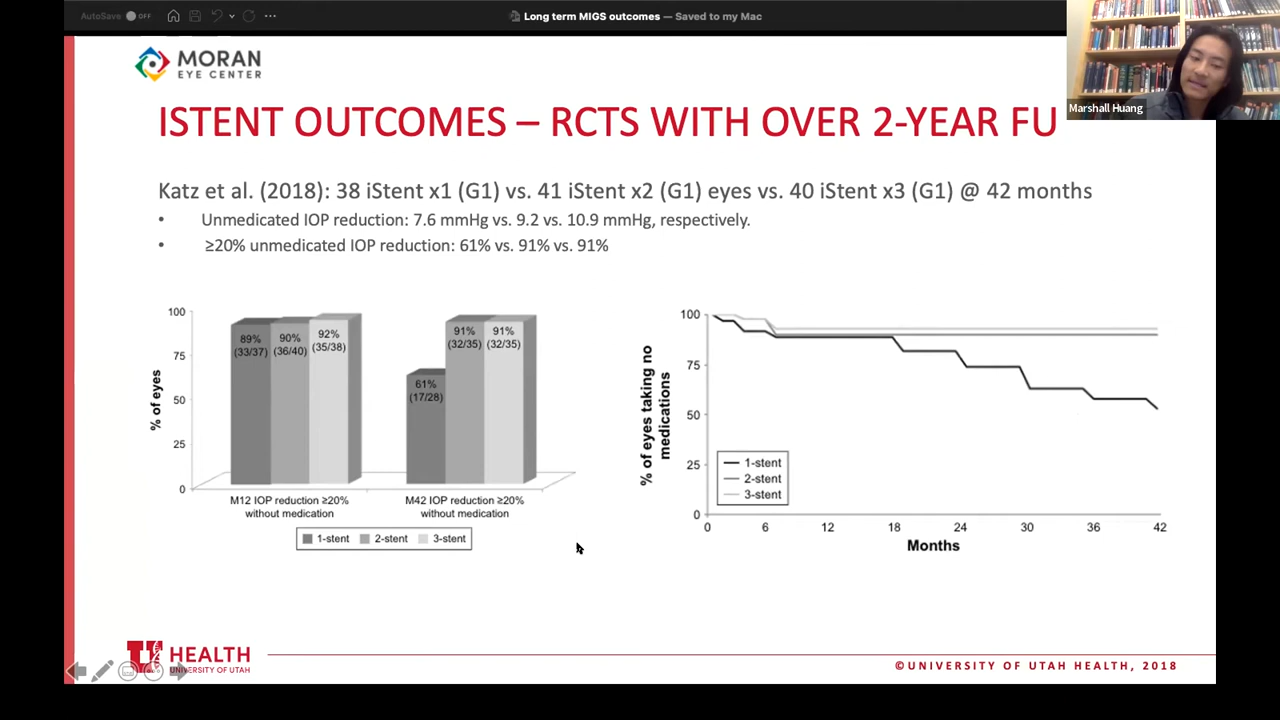 AutoSave OFF
Long term MIGS outcomes — Saved to my Mac
Marshall Huang
MORAN
EYE CENTER
ISTENT OUTCOMES – RCTS WITH OVER 2-YEAR FU
Katz et al. (2018): 38 iStent x1 (G1) vs. 41 iStent x2 (G1) eyes vs. 40 iStent x3 (G1) @ 42 months
• Unmedicated IOP reduction: 7.6 mmHg vs. 9.2 vs. 10.9 mmHg, respectively.
• ≥20% unmedicated IOP reduction: 61% vs. 91% vs. 91%
% of eyes
100
75
50
25
0
89%
(33/37)
90%
(36/40)
92%
(35/38)
61%
(17/28)
91%
(32/35)
91%
(32/35)
M12 IOP reduction ≥20%
without medication
M42 IOP reduction ≥20%
without medication
1-stent 2-stent 3-stent
% of eyes taking no
medications
100
75
50
25
0
1-stent
2-stent
3-stent
0 6 12 18 24 30 36 42
Months
U HEALTH
UNIVERSITY OF UTAH
©UNIVERSITY OF UTAH HEALTH, 2018